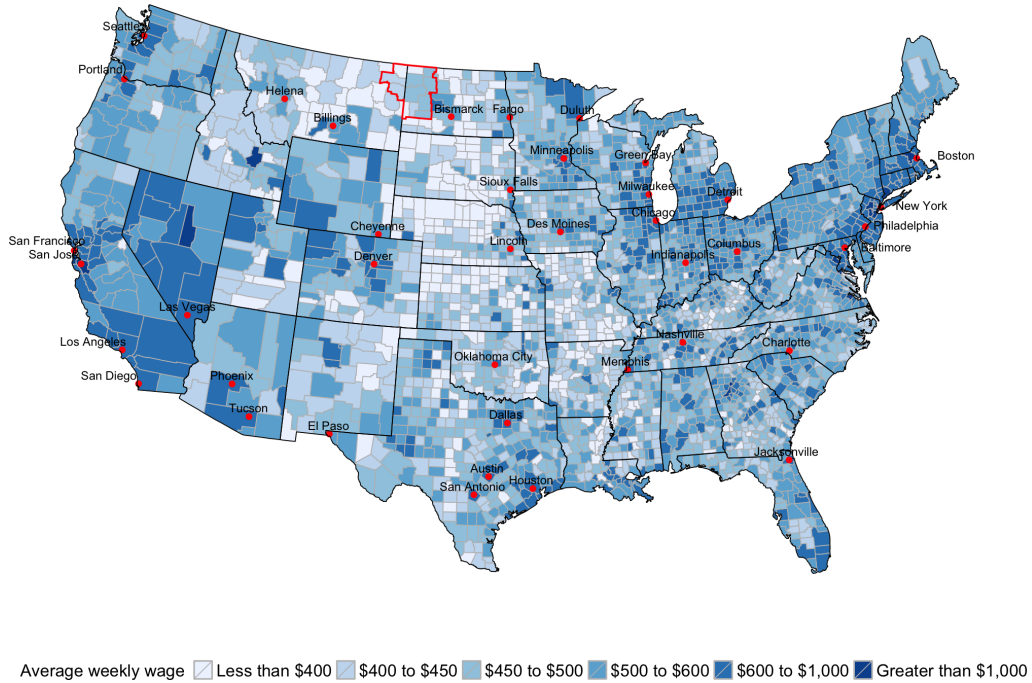 Seattle
Portland
Helena
Billings
Bismarck
Fargo
Duluth
Minneapolis
Green Bay
Boston
Sioux Falls
Milwaukee
Detroit
New York
Chicago
Cheyenne
Des Moines
Philadelphia
San Francisco
Lincoln
Columbus
Baltimore
San Jose
Denver
Indianapolis
Las Vegas
Los Angeles
Nashville
Charlotte
Oklahoma City
Memphis
San Diego
Phoenix
Tucson
Dallas
El Paso
Jacksonville
Austin
San Antonio
Houston
Average weekly wage Less than $400 $400 to $450 $450 to $500 $500 to $600 $600 to $1,000 Greater than $1,000